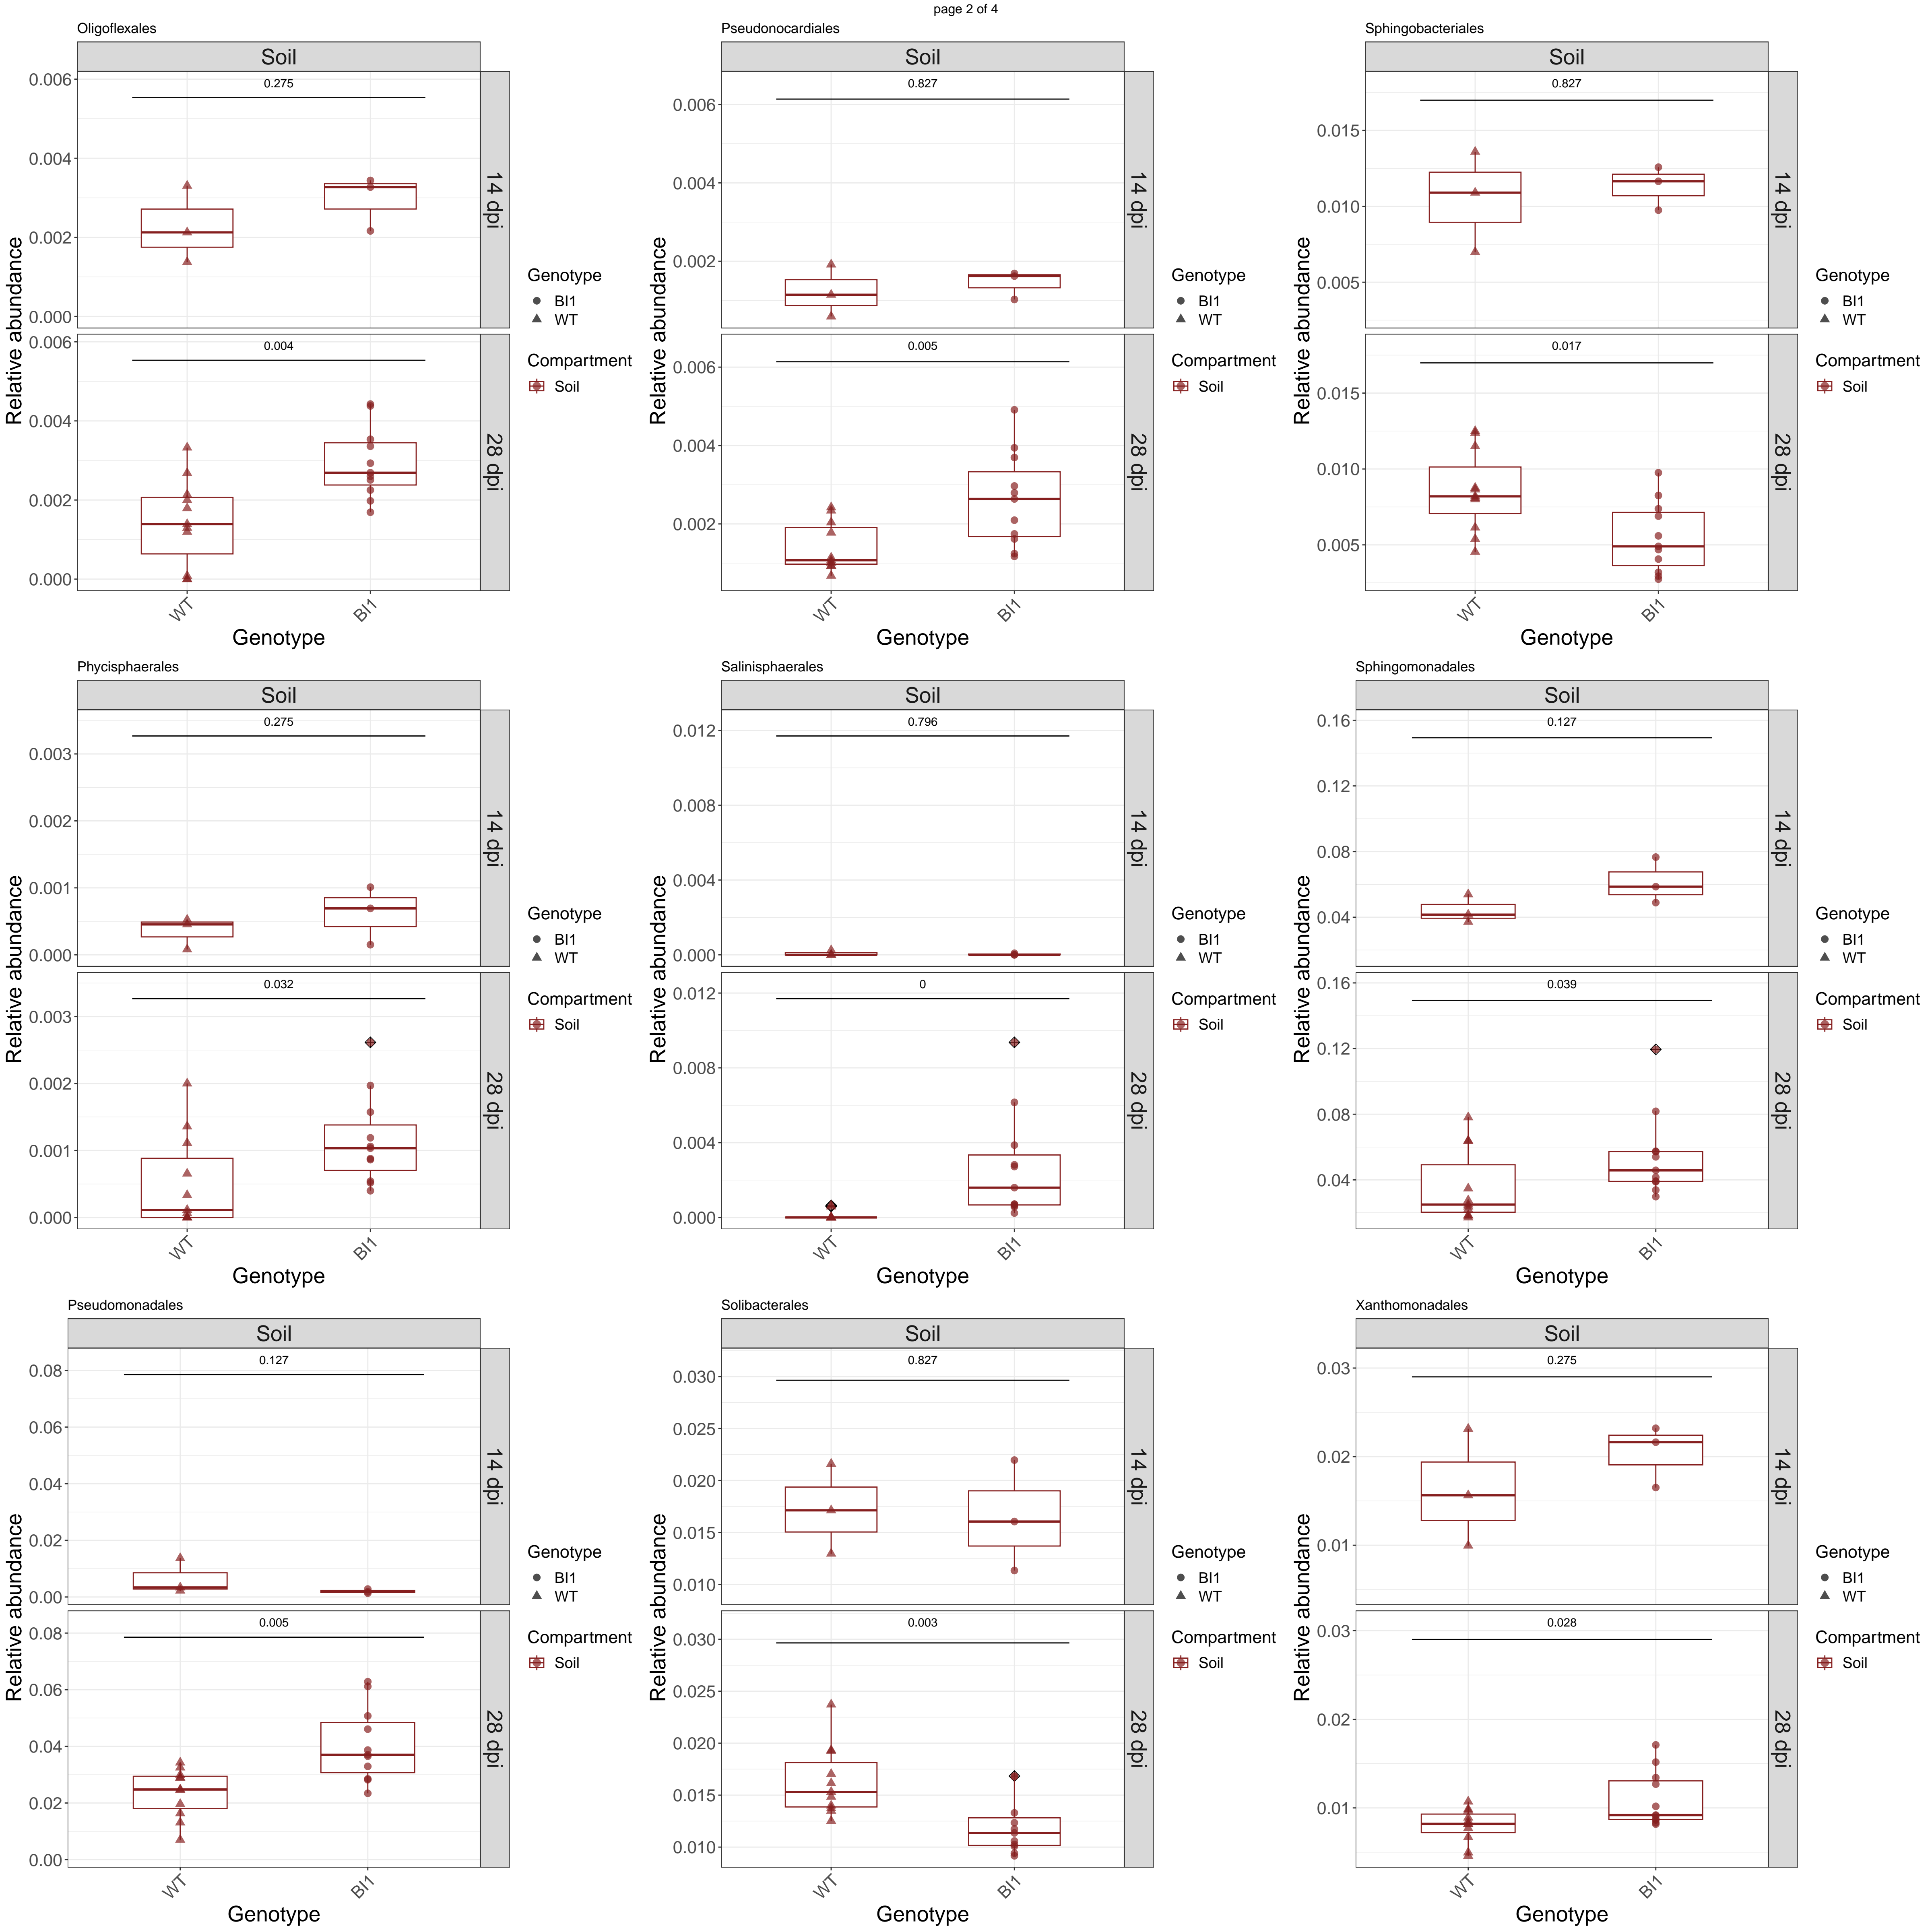 page 2 of 4
Oligoflexales
Soil
0.275
0.006
0.004
0.002
0.000
14 dpi
0.004
0.006
0.004
0.002
0.000
28 dpi
Relative abundance
WT
BI1
Genotype
Genotype
BI1
WT
Compartment
Soil
Pseudonocardiales
Soil
0.827
0.006
0.004
0.002
14 dpi
0.005
0.006
0.004
0.002
28 dpi
Relative abundance
WT
BI1
Genotype
Genotype
BI1
WT
Compartment
Soil
Sphingobacteriales
Soil
0.827
0.015
0.010
0.005
14 dpi
0.017
0.015
0.010
0.005
28 dpi
Relative abundance
WT
BI1
Genotype
Genotype
BI1
WT
Compartment
Soil
Phycisphaerales
Soil
0.275
0.003
0.002
0.001
0.000
14 dpi
0.032
0.003
0.002
0.001
0.000
28 dpi
Relative abundance
WT
BI1
Genotype
Genotype
BI1
WT
Compartment
Soil
Salinisphaerales
Soil
0.796
0.012
0.008
0.004
0.000
14 dpi
0
0.012
0.008
0.004
0.000
28 dpi
Relative abundance
WT
BI1
Genotype
Genotype
BI1
WT
Compartment
Soil
Sphingomonadales
Soil
0.127
0.16
0.12
0.08
0.04
14 dpi
0.039
0.16
0.12
0.08
0.04
28 dpi
Relative abundance
WT
BI1
Genotype
Genotype
BI1
WT
Compartment
Soil
Pseudomonadales
Soil
0.127
0.08
0.06
0.04
0.02
0.00
14 dpi
0.005
0.08
0.06
0.04
0.02
0.00
28 dpi
Relative abundance
WT
BI1
Genotype
Genotype
BI1
WT
Compartment
Soil
Solibacterales
Soil
0.827
0.030
0.025
0.020
0.015
0.010
14 dpi
0.003
0.030
0.025
0.020
0.015
0.010
28 dpi
Relative abundance
WT
BI1
Genotype
Genotype
BI1
WT
Compartment
Soil
Xanthomonadales
Soil
0.275
0.03
0.02
0.01
14 dpi
0.028
0.03
0.02
0.01
28 dpi
Relative abundance
WT
BI1
Genotype
Genotype
BI1
WT
Compartment
Soil